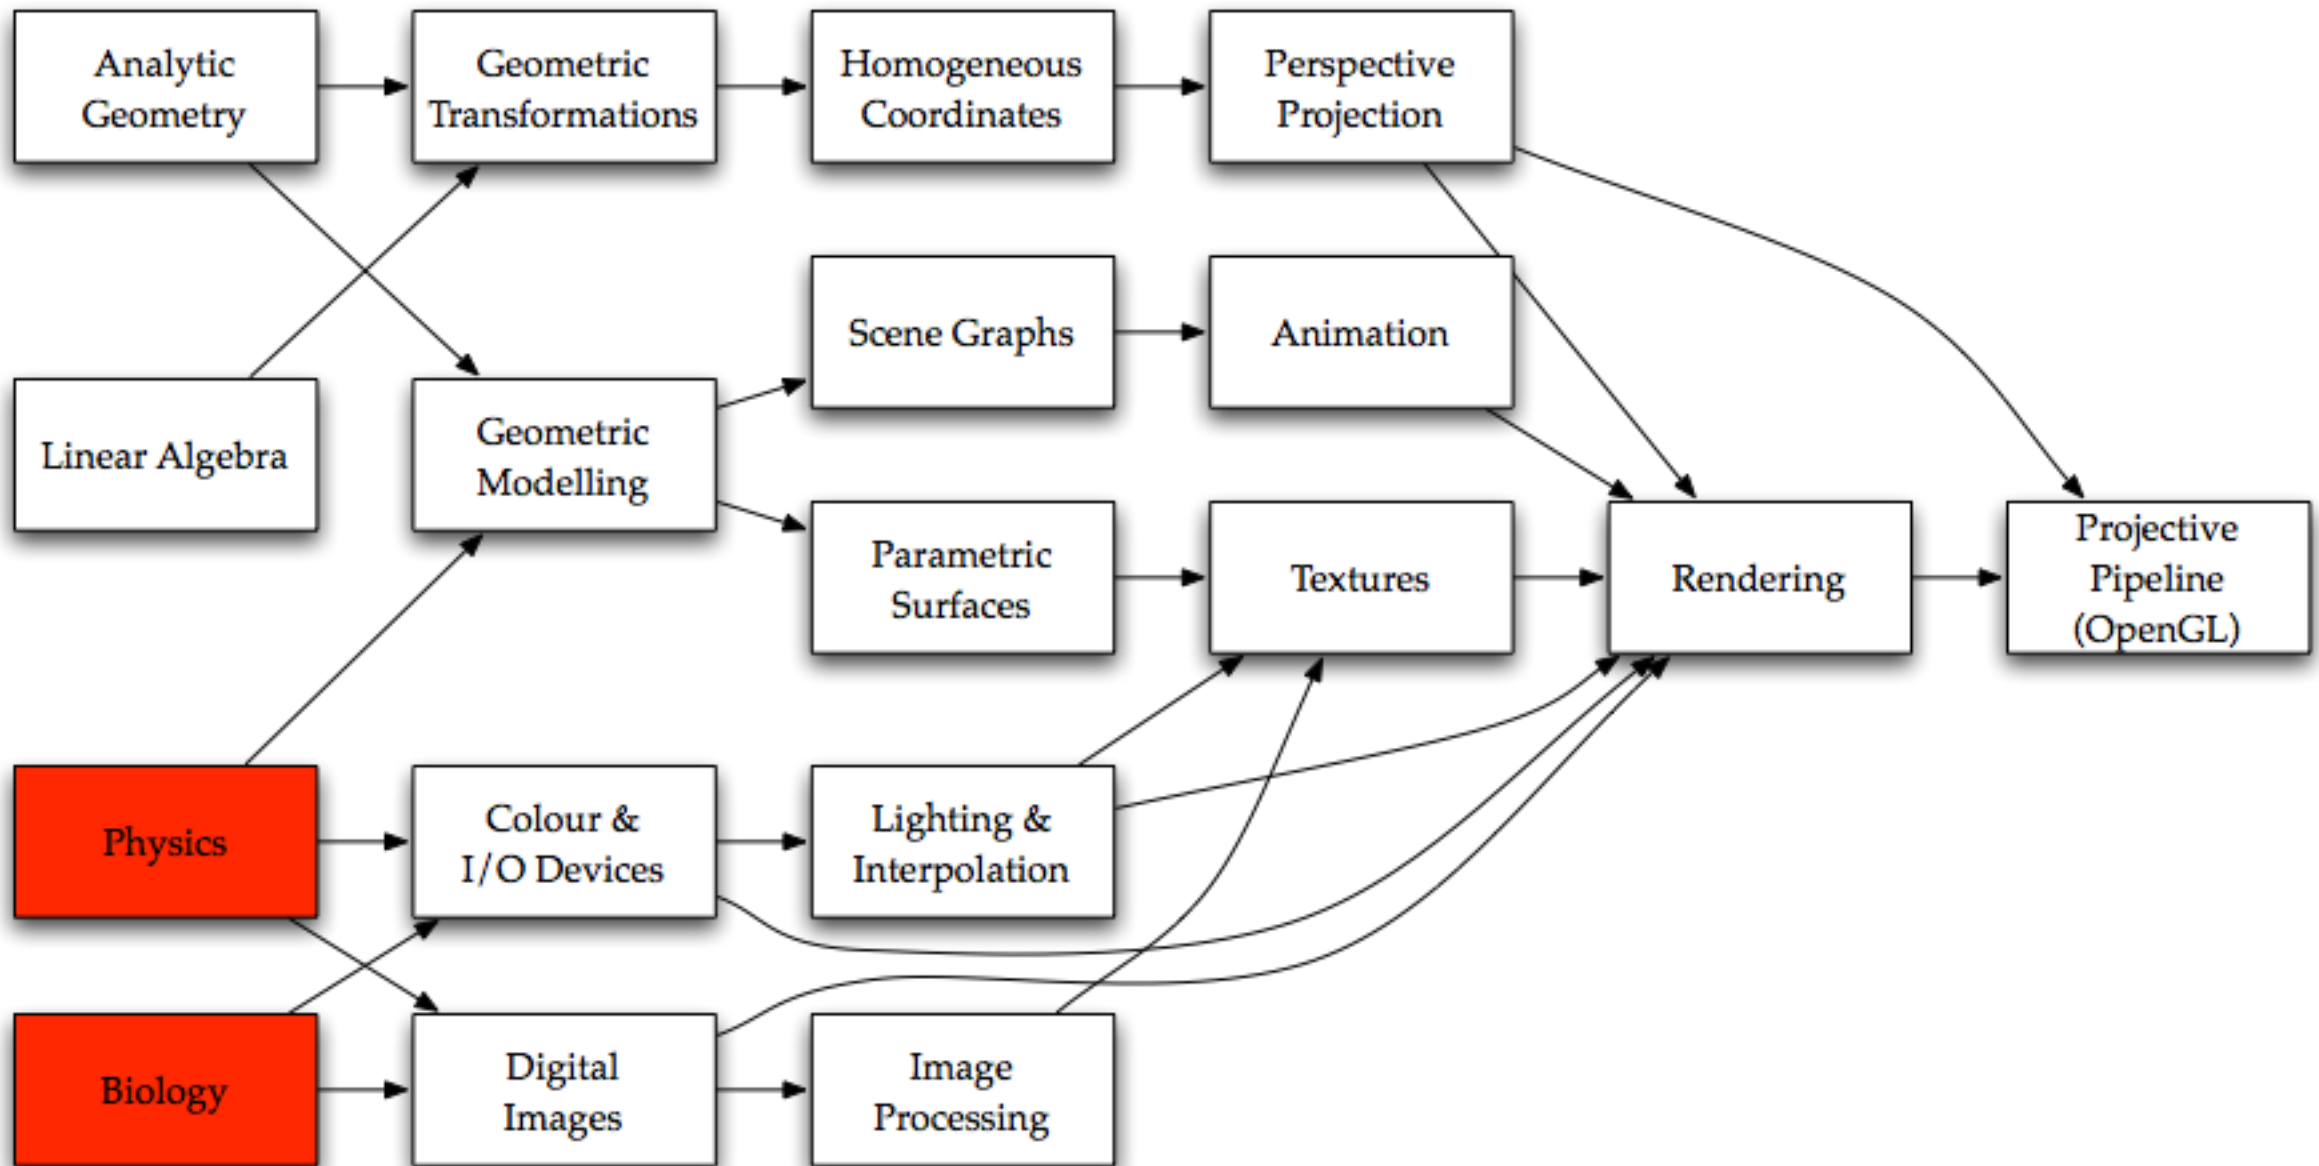 Analytic
Geometry
Geometric
Transformations
Homogeneous
Coordinates
Perspective
Projection
Scene Graphs
Animation
Linear Algebra
Geometric
Modelling
Parametric
Surfaces
Textures
Rendering
Projective
Pipeline
(OpenGL)
Physics
Colour &
I/O Devices
Lighting &
Interpolation
Biology
Digital
Images
Image
Processing